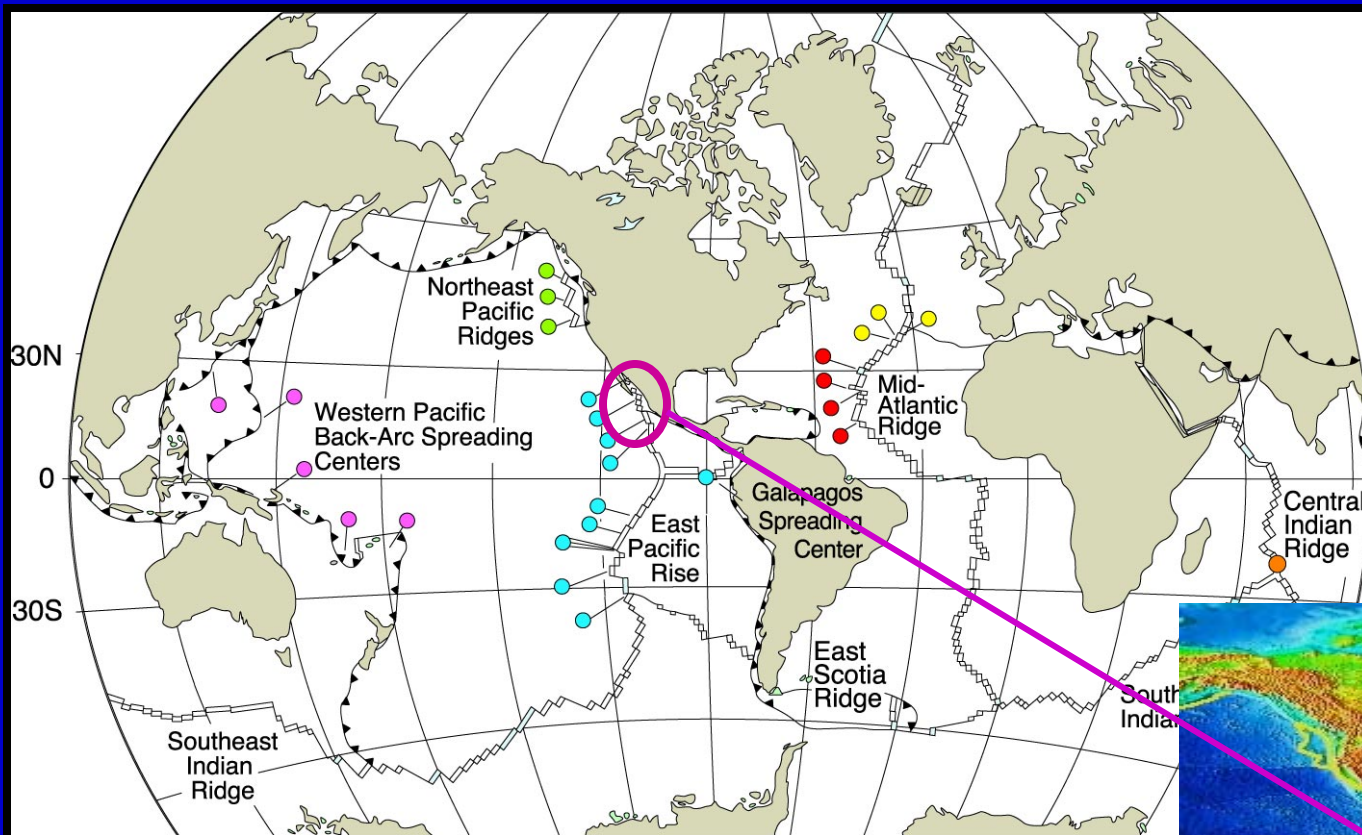 Northeast
Pacific
Ridges
30N
Mid-
Atlantic
Ridge
Western Pacific
Back-Arc Spreading
Centers
0
Galapagos
Spreading
Center
East
Pacific
Rise
Central
Indian
Ridge
30S
East
Scotia
Ridge
Southeast
Indian
Ridge